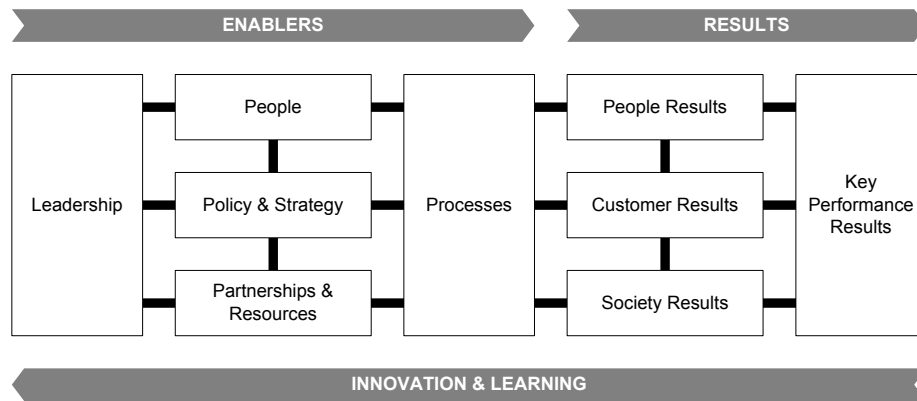 ENABLERS
RESULTS
People
People Results
Leadership
Policy & Strategy
Processes
Customer Results
Key
Performance
Results
Partnerships &
Resources
Society Results
INNOVATION & LEARNING